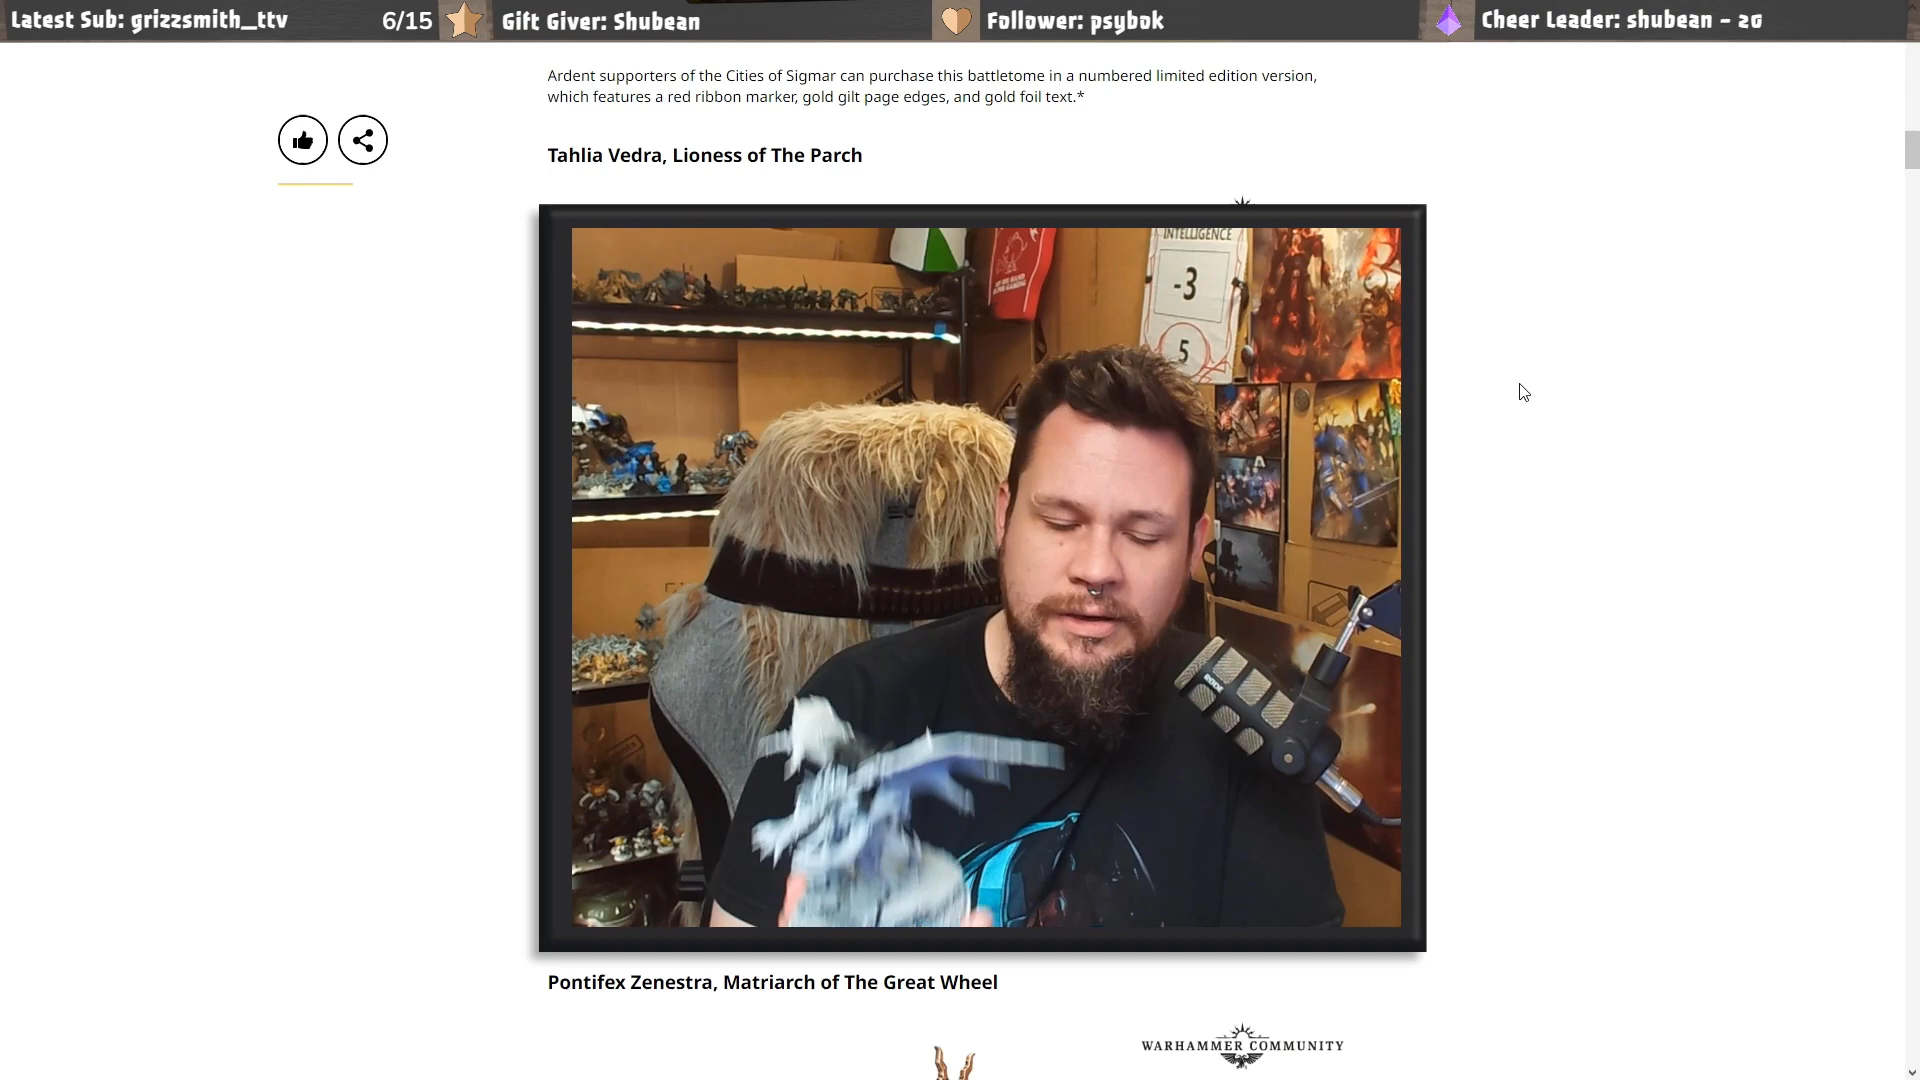 Latest Sub: grizzsmith_ttv 6/15 Gift Giver: Shubean Follower: psybok Cheer Leader: shubean - 20
Ardent supporters of the Cities of Sigmar can purchase this battletome in a numbered limited edition version,
which features a red ribbon marker, gold gilt page edges, and gold foil text.*
Tahlia Vedra, Lioness of The Parch
INTELLIGENCE
-3
5
RODE
Pontifex Zenestra, Matriarch of The Great Wheel
WARHAMMER COMMUNITY